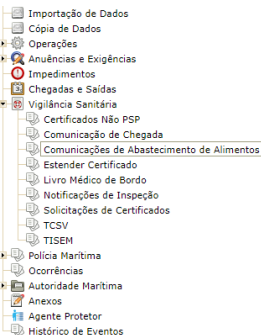 Importação de Dados
Cópia de Dados
Operações
Anuências e Exigências
Impedimentos
Chegadas e Saídas
Vigilância Sanitária
Certificados Não PSP
Comunicação de Chegada
Comunicações de Abastecimento de Alimentos
Estender Certificado
Livro Médico de Bordo
Notificações de Inspeção
Solicitações de Certificados
TCSV
TISEM
Polícia Marítima
Ocorrências
Autoridade Marítima
Anexos
Agente Protetor
Histórico de Eventos